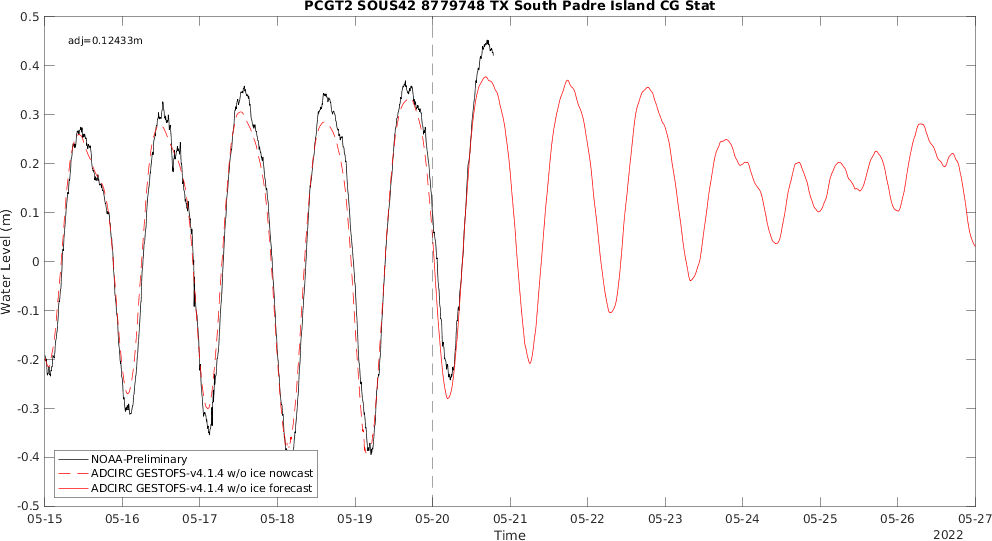 PCGT2 SOUS42 8779748 TX South Padre Island CG Stat
adj=0.12433m
0.5
0.4
0.3
0.2
0.1
0
-0.1
-0.2
-0.3
-0.4
-0.5
Water Level (m)
NOAA-Preliminary
ADCIRC GESTOFS-v4.1.4 w/o ice nowcast
ADCIRC GESTOFS-v4.1.4 w/o ice forecast
05-15 05-16 05-17 05-18 05-19 05-20 05-21 05-22 05-23 05-24 05-25 05-26 05-27
Time
2022